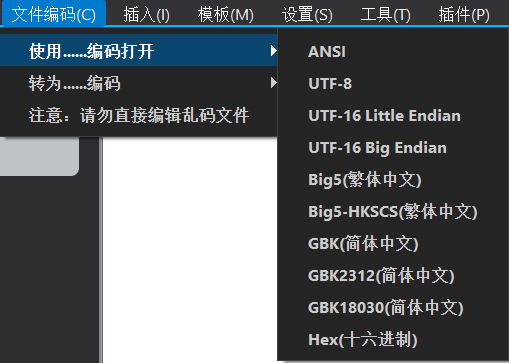 文件编码(C) 插入(I) 模板(M) 设置(S) 工具(T) 插件(P)
使用......编码打开
转为......编码
注意：请勿直接编辑乱码文件
ANSI
UTF-8
UTF-16 Little Endian
UTF-16 Big Endian
Big5(繁体中文)
Big5-HKSCS(繁体中文)
GBK(简体中文)
GBK2312(简体中文)
GBK18030(简体中文)
Hex(十六进制)